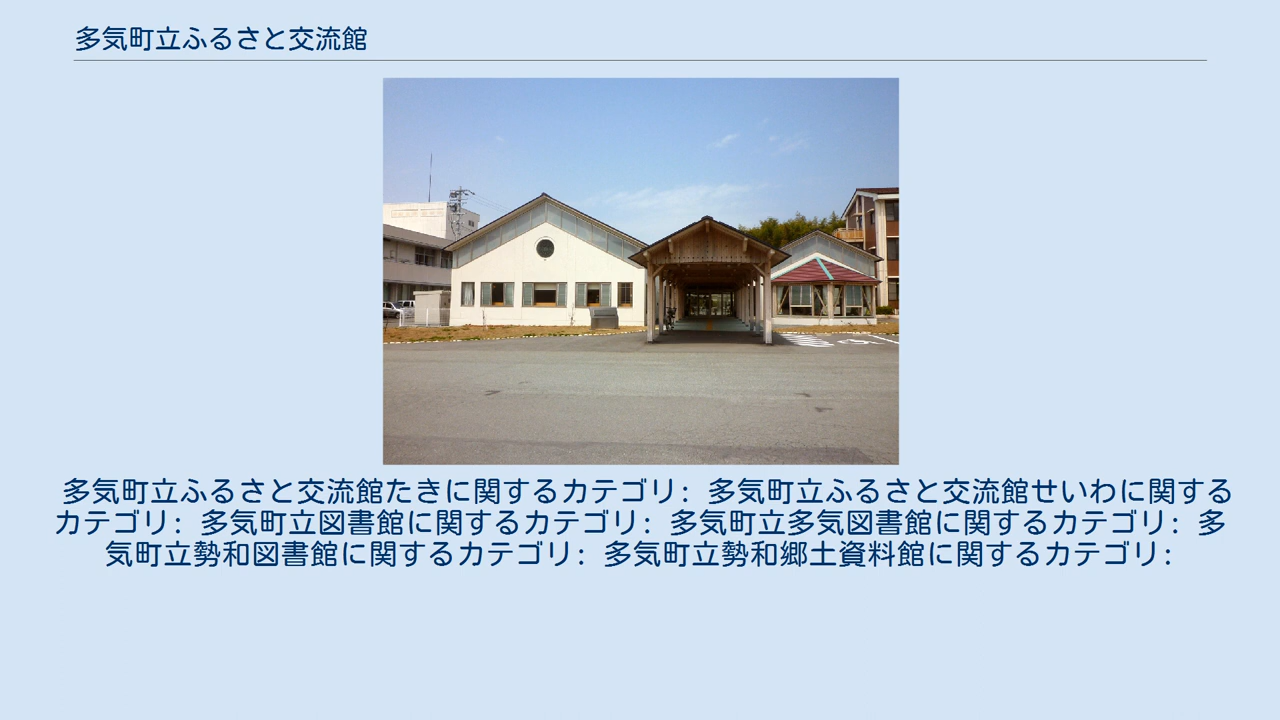 多気町立ふるさと交流館
多気町立ふるさと交流館たきに関するカテゴリ: 多気町立ふるさと交流館せいわに関する
カテゴリ: 多気町立図書館に関するカテゴリ: 多気町立多気図書館に関するカテゴリ: 多
気町立勢和図書館に関するカテゴリ: 多気町立勢和郷土資料館に関するカテゴリ: